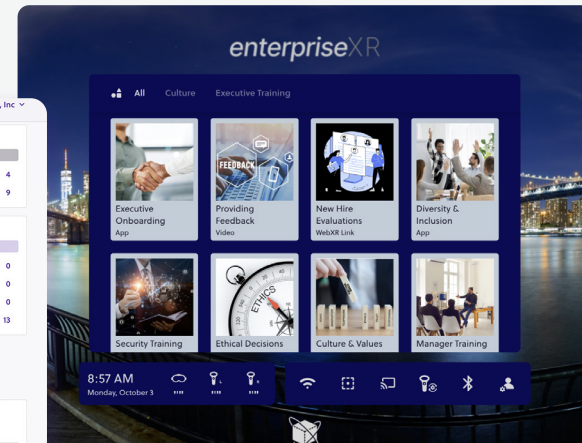 enterpriseXR
, Inc
All Culture Executive Training
4
9
0
0
0
13
Executive
Onboarding
App
FEEDBACK
Providing
Feedback
Video
New Hire
Evaluations
WebXR Link
Diversity &
Inclusion
App
Security Training
ETHICS
Ethical Decisions
Culture & Values
Manager Training
8:57 AM
Monday, October 3
L
R